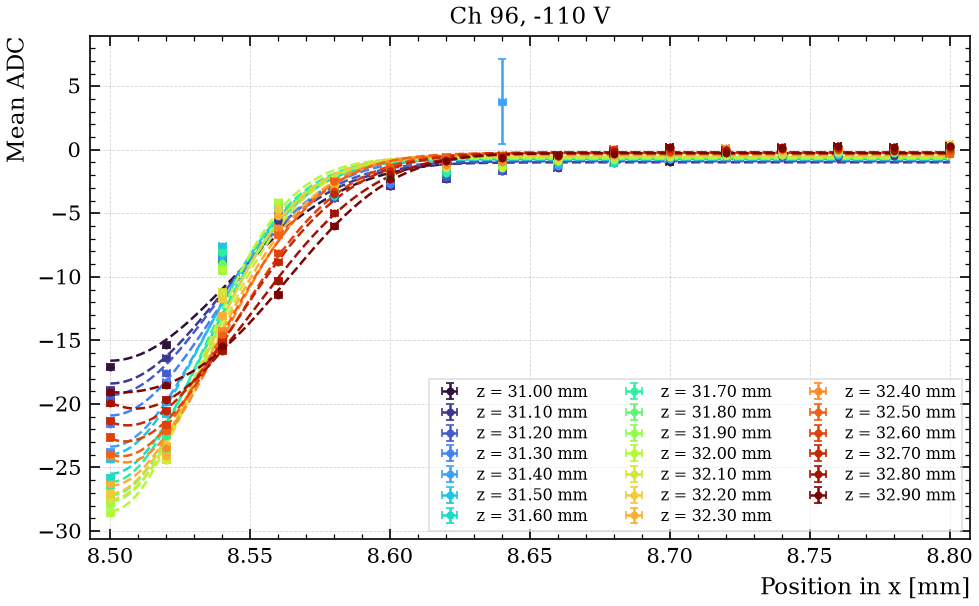 Ch 96, -110 V
Mean ADC
5
0
−5
−10
−15
−20
−25
−30
z = 31.00 mm
z = 31.10 mm
z = 31.20 mm
z = 31.30 mm
z = 31.40 mm
z = 31.50 mm
z = 31.60 mm
z = 31.70 mm
z = 31.80 mm
z = 31.90 mm
z = 32.00 mm
z = 32.10 mm
z = 32.20 mm
z = 32.30 mm
z = 32.40 mm
z = 32.50 mm
z = 32.60 mm
z = 32.70 mm
z = 32.80 mm
z = 32.90 mm
8.50 8.55 8.60 8.65 8.70 8.75 8.80
Position in x [mm]